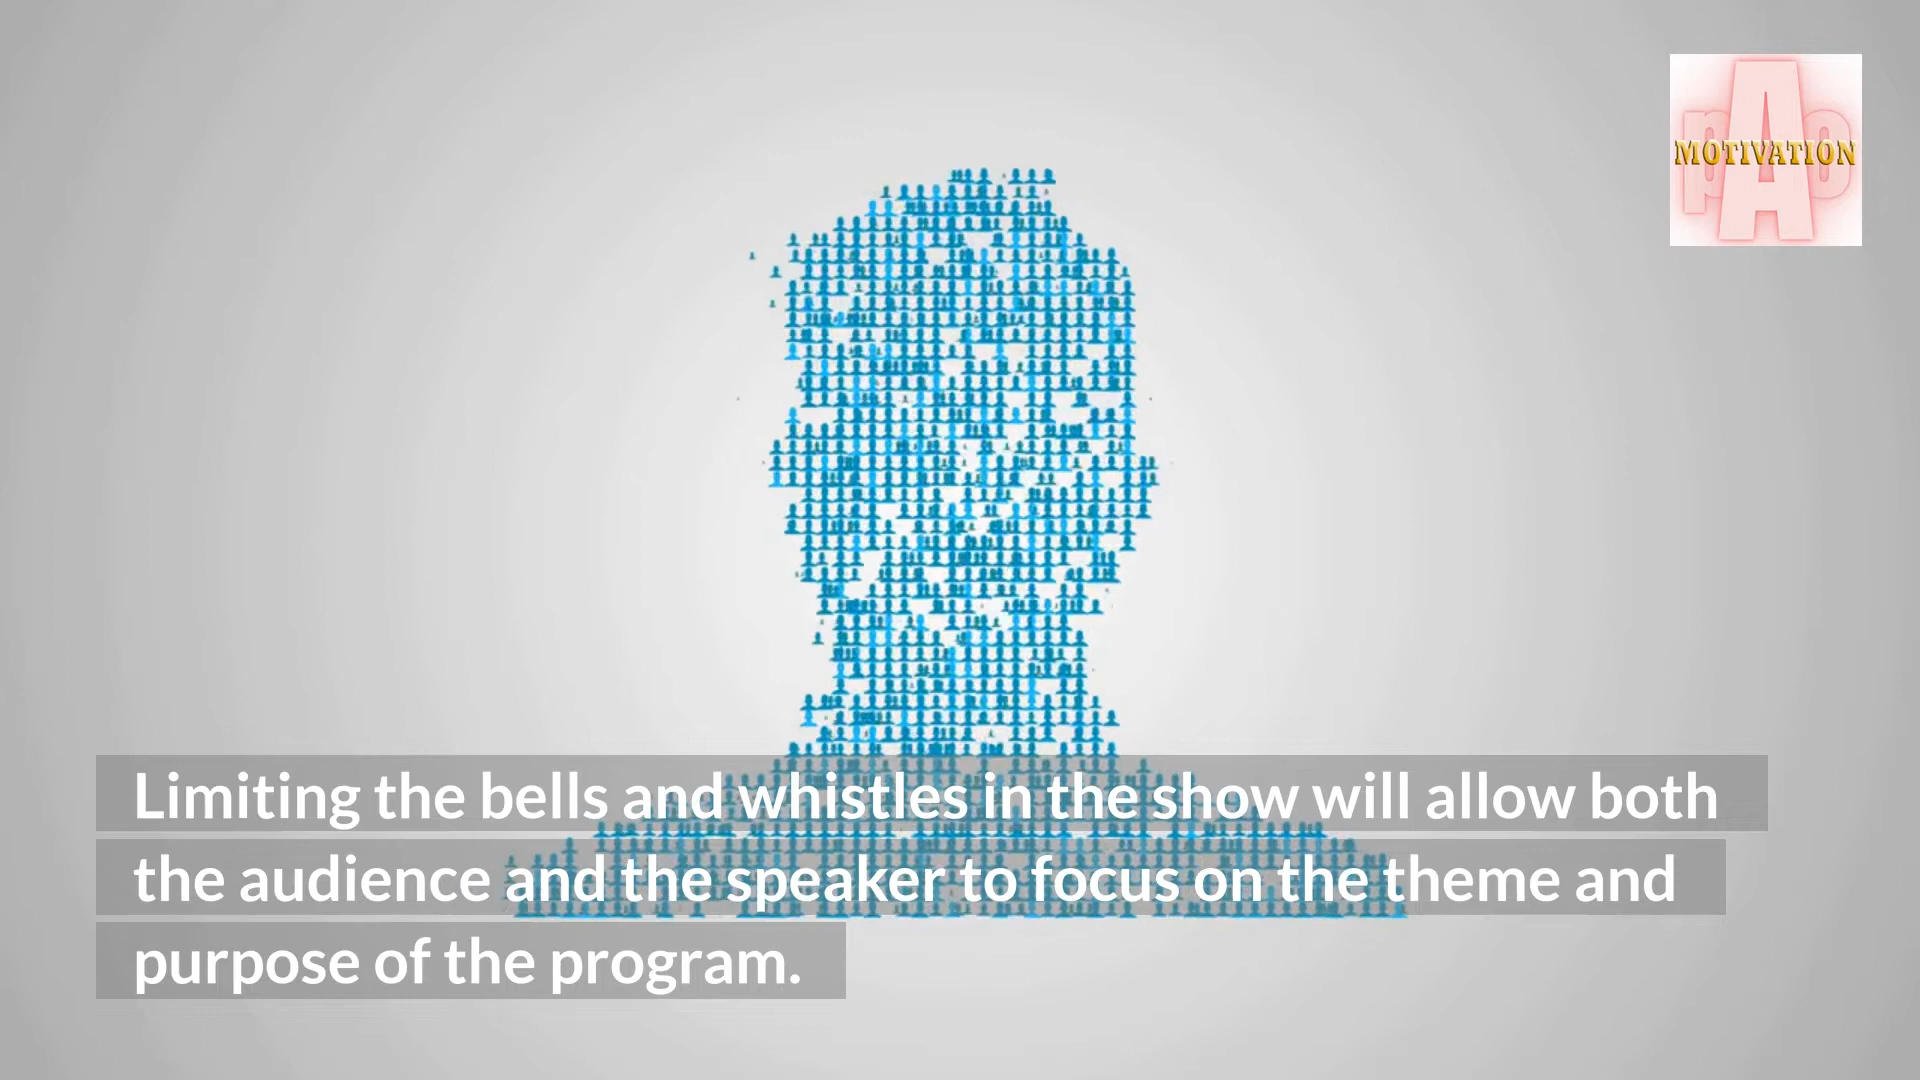 pAo
MOTIVATION
Limiting the bells and whistles in the show will allow both
the audience and the speaker to focus on the theme and
purpose of the program.